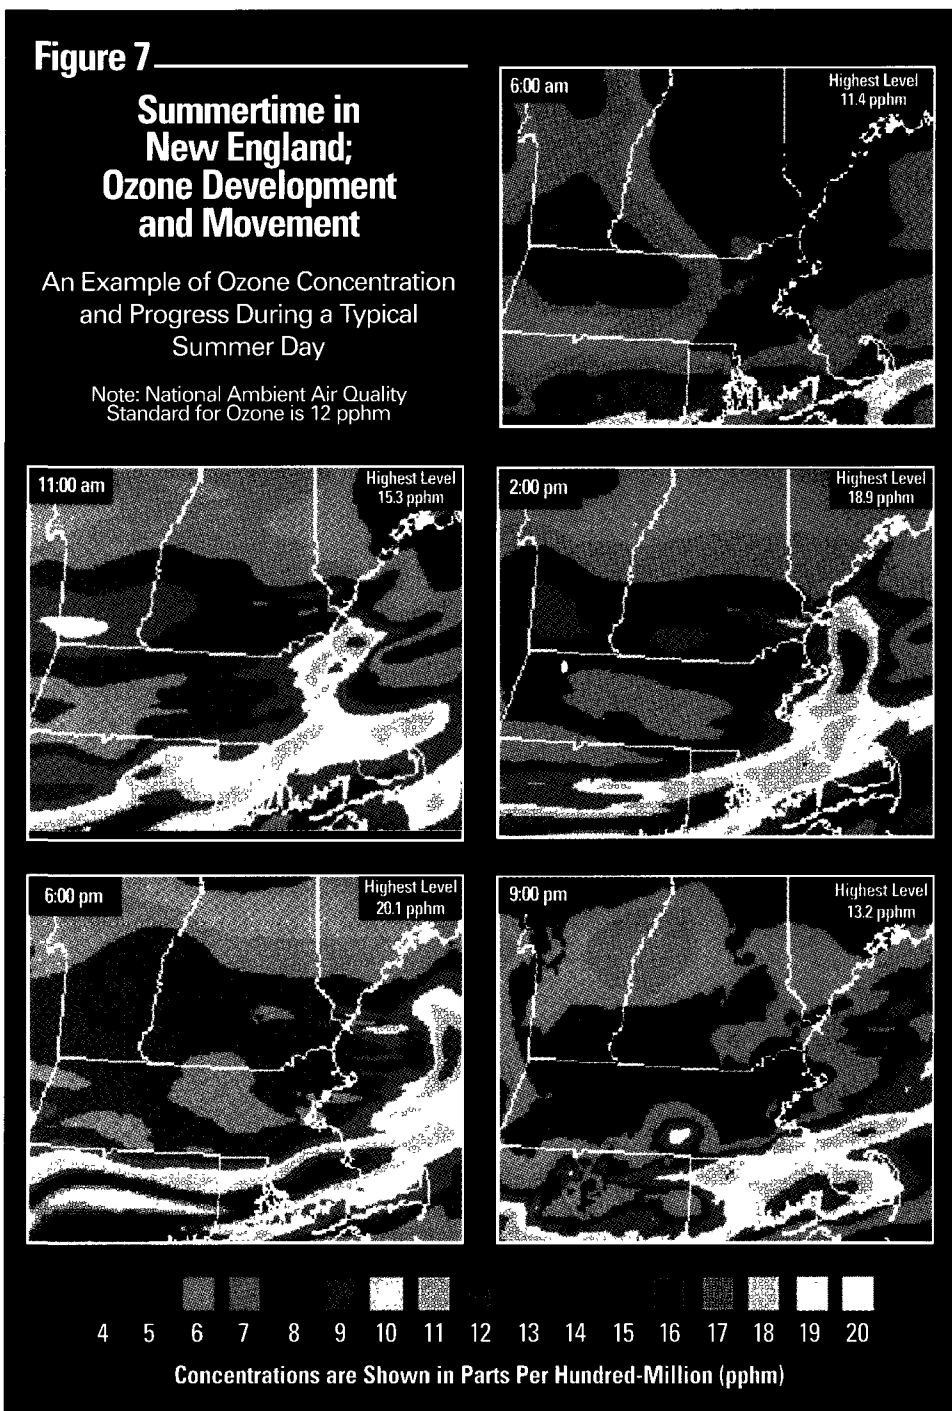 Figure 7
Summertime in
New England;
Ozone Development
and Movement
An Example of Ozone Concentration
and Progress During a Typical
Summer Day
Note: National Ambient Air Quality
Standard for Ozone is 12 pphm
6:00 am
Highest Level
11.4 pphm
11:00 am
Highest Level
15.3 pphm
2:00 pm
Highest Level
18.9 pphm
6:00 pm
Highest Level
20.1 pphm
9:00 pm
Highest Level
13.2 pphm
4 5 6 7 8 9 10 11 12 13 14 15 16 17 18 19 20
Concentrations are Shown in Parts Per Hundred-Million (pphm)